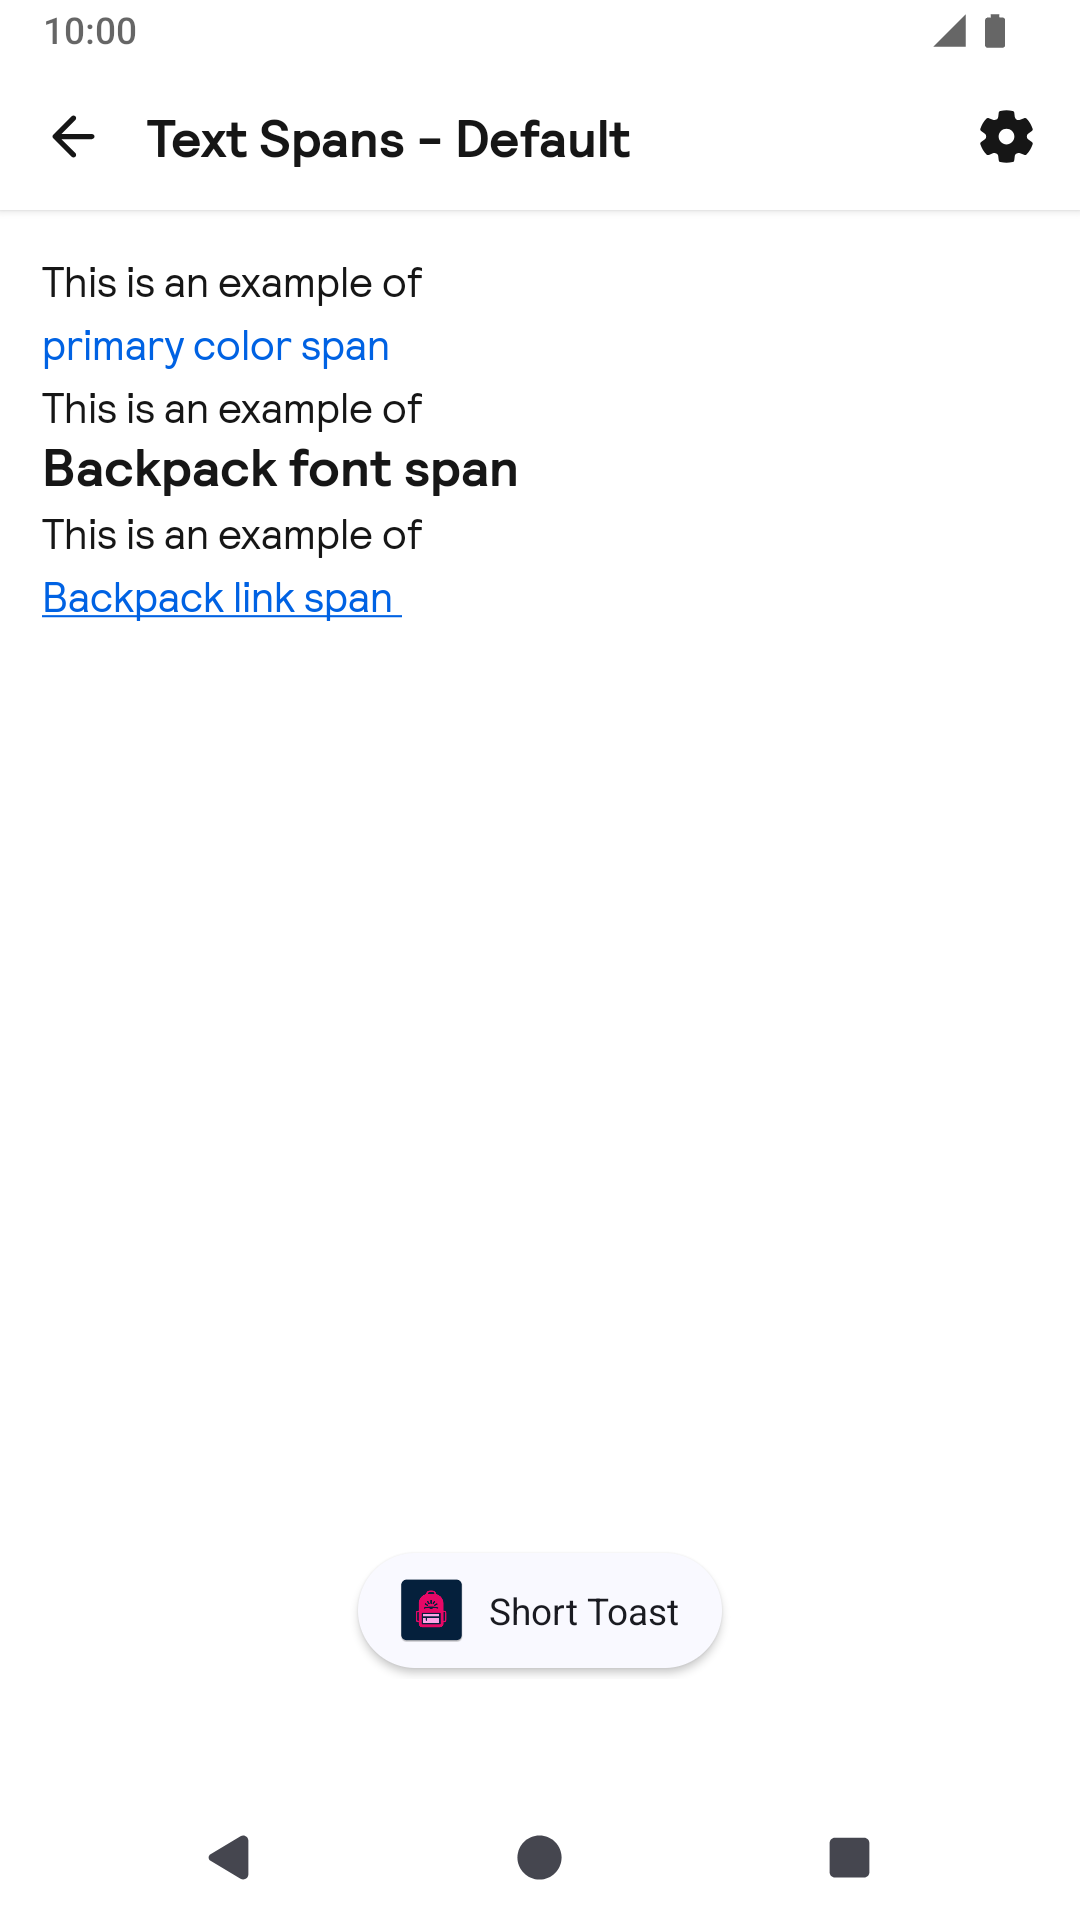 10:00
Text Spans - Default
This is an example of
primary color span
This is an example of
Backpack font span
This is an example of
Backpack link span
Short Toast